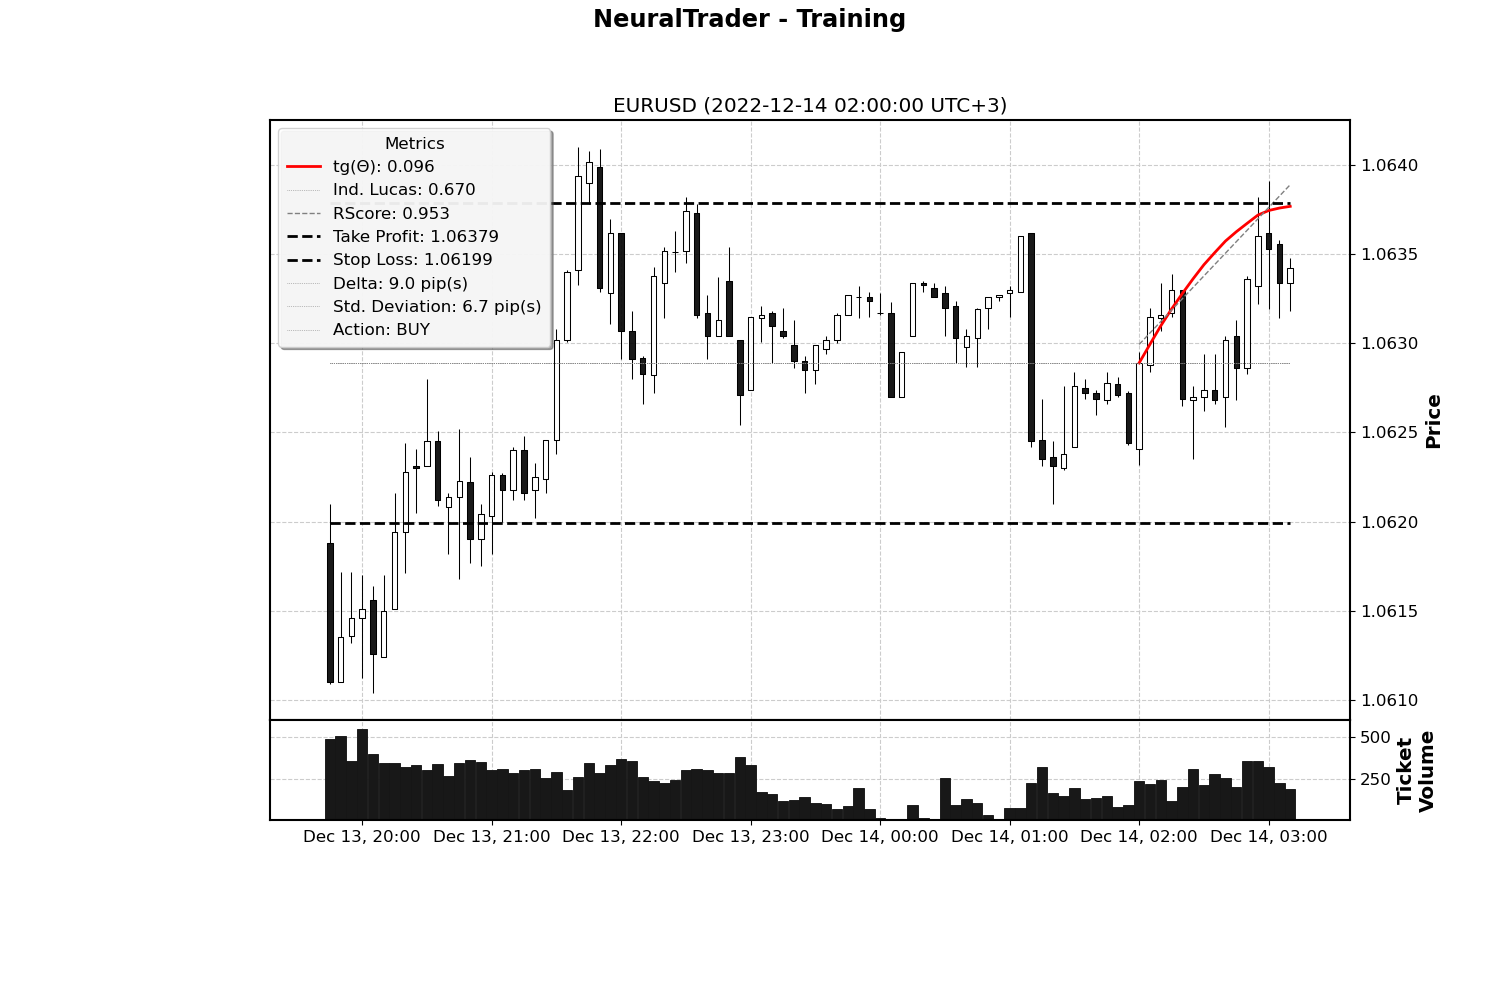 NeuralTrader - Training
EURUSD (2022-12-14 02:00:00 UTC+3)
Metrics
tg(Θ): 0.096
Ind. Lucas: 0.670
RScore: 0.953
Take Profit: 1.06379
Stop Loss: 1.06199
Delta: 9.0 pip(s)
Std. Deviation: 6.7 pip(s)
Action: BUY
1.0640
1.0635
1.0630
1.0625
1.0620
1.0615
1.0610
Price
500
250
Ticket
Volume
Dec 13, 20:00
Dec 13, 21:00
Dec 13, 22:00
Dec 13, 23:00
Dec 14, 00:00
Dec 14, 01:00
Dec 14, 02:00
Dec 14, 03:00